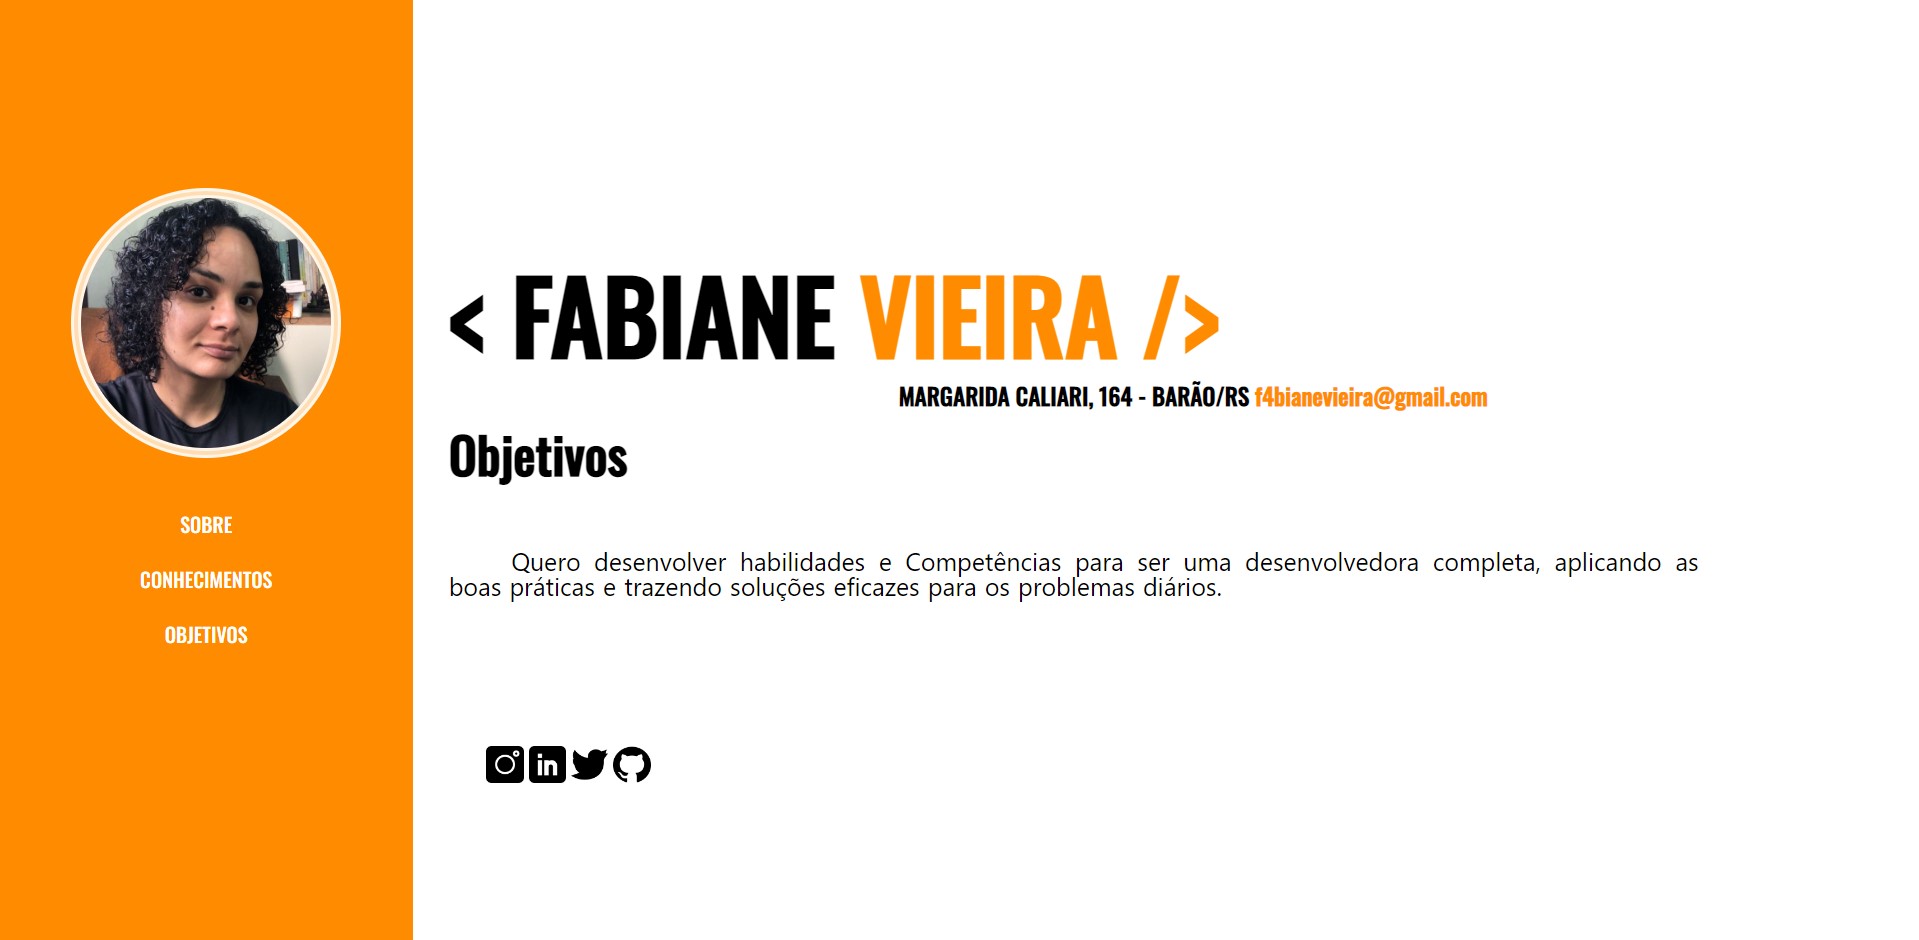 SOBRE
CONHECIMENTOS
OBJETIVOS
< FABIANE VIEIRA />
MARGARIDA CALIARI, 164 - BARÃO/RS f4bianevieira@gmail.com
Objetivos
Quero desenvolver habilidades e Competências para ser uma desenvolvedora completa, aplicando as
boas práticas e trazendo soluções eficazes para os problemas diários.
in